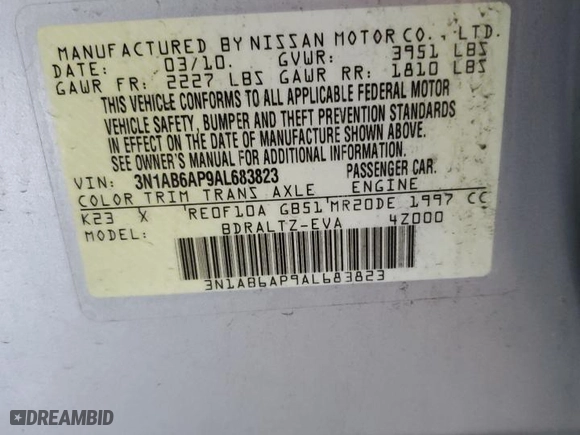 MANUFACTURED BY NISSAN MOTOR CO., LTD.
DATE: 03/10. GVWR: 3951 LBS
GAWR FR: 2227 LBS GAWR RR: 1810 LBS
THIS VEHICLE CONFORMS TO ALL APPLICABLE FEDERAL MOTOR
VEHICLE SAFETY, BUMPER AND THEFT PREVENTION STANDARDS
IN EFFECT ON THE DATE OF MANUFACTURE SHOWN ABOVE.
SEE OWNER'S MANUAL FOR ADDITIONAL INFORMATION.
VIN: 3N1AB6AP9AL683823 PASSENGER CAR.
COLOR TRIM TRANS AXLE ENGINE
K23 X RE0F10A GB51 MR20DE 1997 CC
MODEL: BDRALTZ-EVA 4Z000
3N1AB6AP9AL683823
DREAMBID